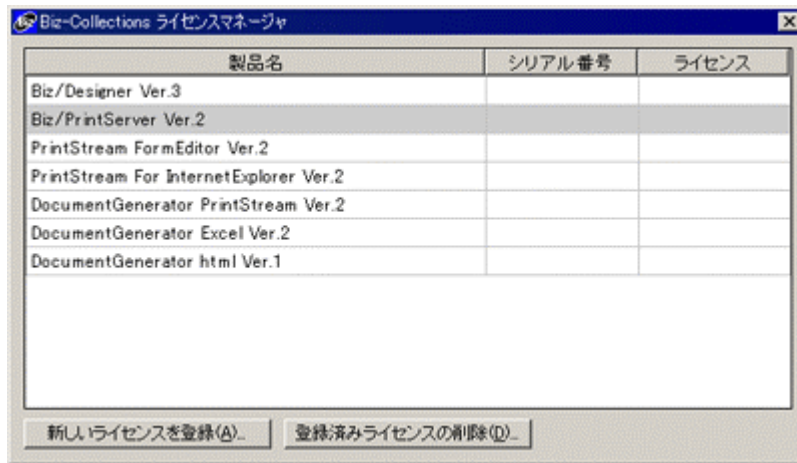 Biz-Collections ライセンスマネージャ
製品名 シリアル番号 ライセンス
Biz/Designer Ver.3
Biz/PrintServer Ver.2
PrintStream FormEditor Ver.2
PrintStream For InternetExplorer Ver.2
DocumentGenerator PrintStream Ver.2
DocumentGenerator Excel Ver.2
DocumentGenerator html Ver.1
新しいライセンスを登録(A)... 登録済みライセンスの削除(D)...